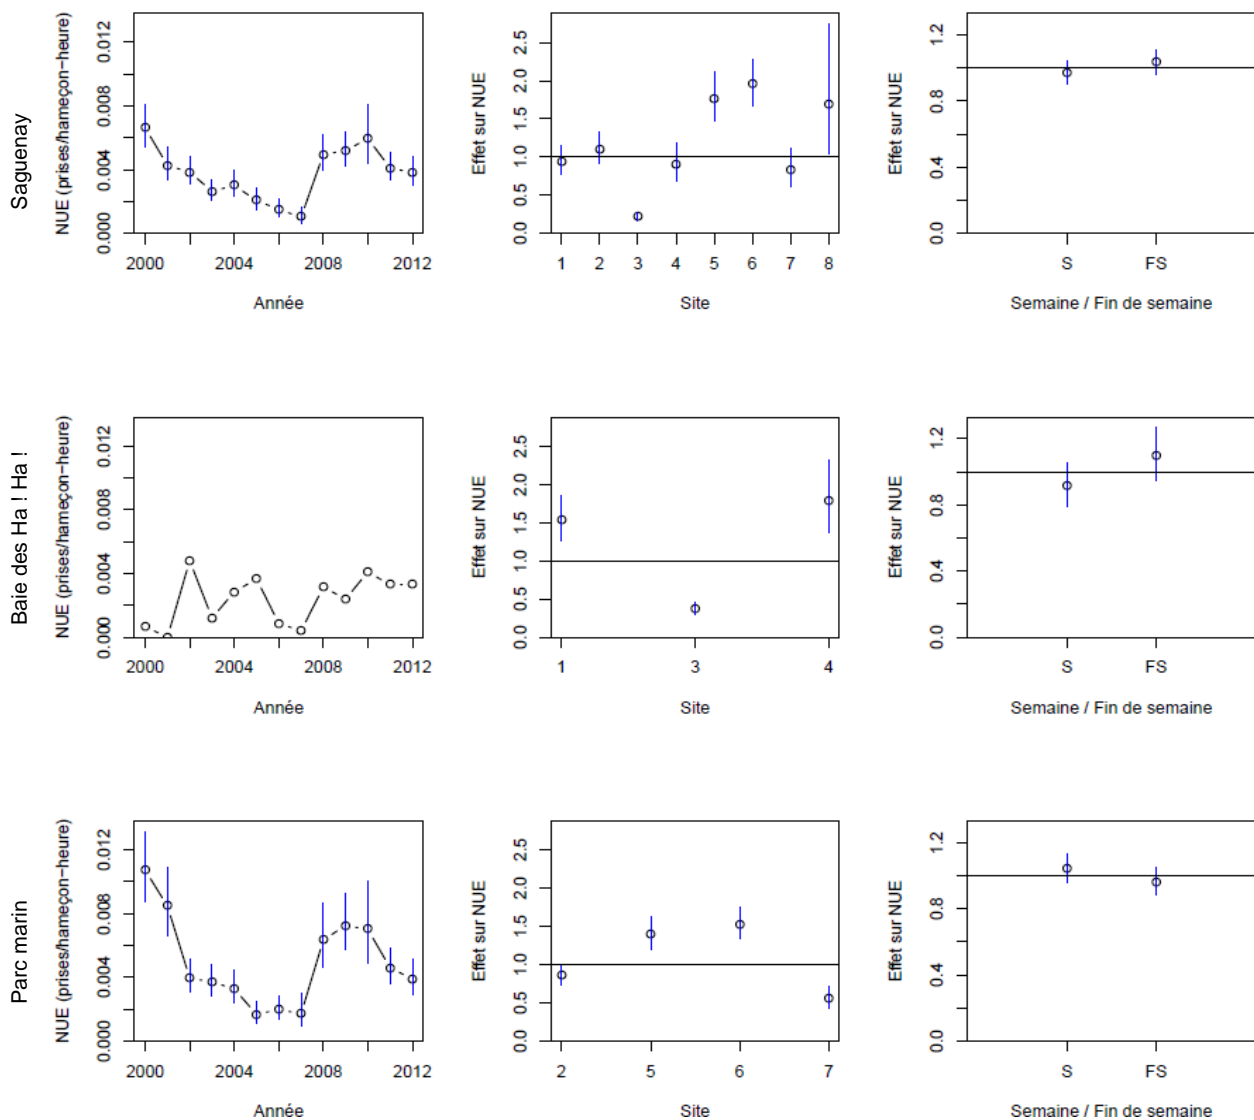 Saguenay
NUE (prises/hameçon-heure)
0.000 0.004 0.008 0.012
2000 2004 2008 2012
Année
Effet sur NUE
0.0 0.5 1.0 1.5 2.0 2.5
1 2 3 4 5 6 7 8
Site
Effet sur NUE
0.0 0.4 0.8 1.2
S FS
Semaine / Fin de semaine
Baie des Ha ! Ha !
NUE (prises/hameçon-heure)
0.000 0.004 0.008 0.012
2000 2004 2008 2012
Année
Effet sur NUE
0.0 0.5 1.0 1.5 2.0 2.5
1 3 4
Site
Effet sur NUE
0.0 0.4 0.8 1.2
S FS
Semaine / Fin de semaine
Parc marin
NUE (prises/hameçon-heure)
0.000 0.004 0.008 0.012
2000 2004 2008 2012
Année
Effet sur NUE
0.0 0.5 1.0 1.5 2.0 2.5
2 5 6 7
Site
Effet sur NUE
0.0 0.4 0.8 1.2
S FS
Semaine / Fin de semaine